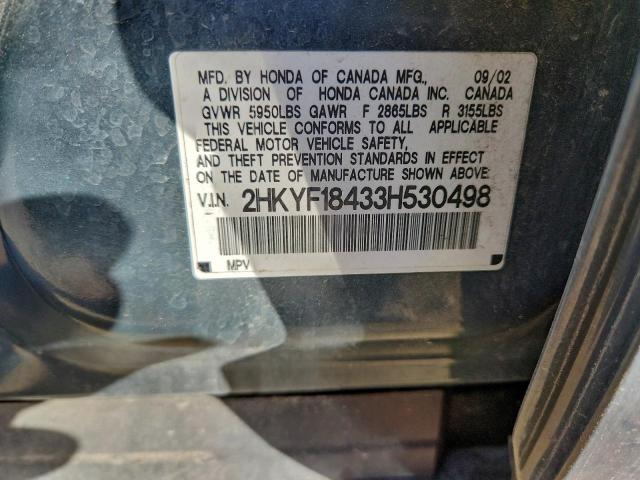 MFD. BY HONDA OF CANADA MFG., 09/02
A DIVISION OF HONDA CANADA INC. CANADA
GVWR 5950LBS GAWR F 2865LBS R 3155LBS
THIS VEHICLE CONFORMS TO ALL APPLICABLE
FEDERAL MOTOR VEHICLE SAFETY,
AND THEFT PREVENTION STANDARDS IN EFFECT
ON THE DATE OF MANUFACTURE SHOWN ABOVE.
V.I.N. 2HKYF18433H530498
MPV